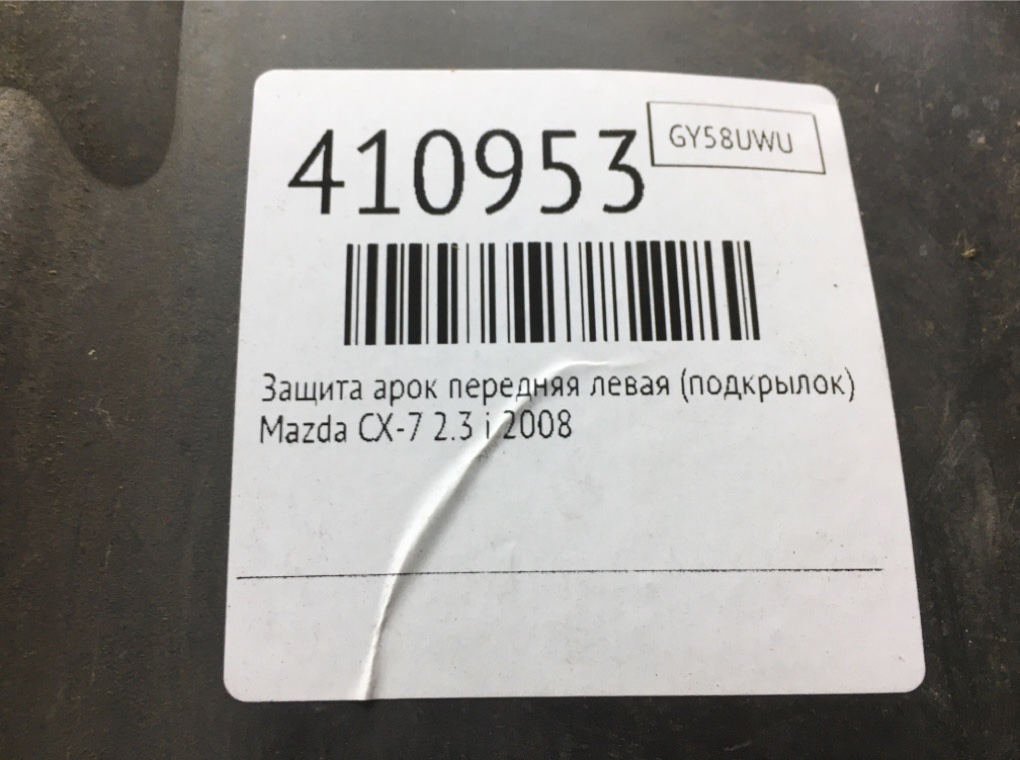 410953
GY58UWU
Защита арок передняя левая (подкрылок)
Mazda CX-7 2.3 i 2008